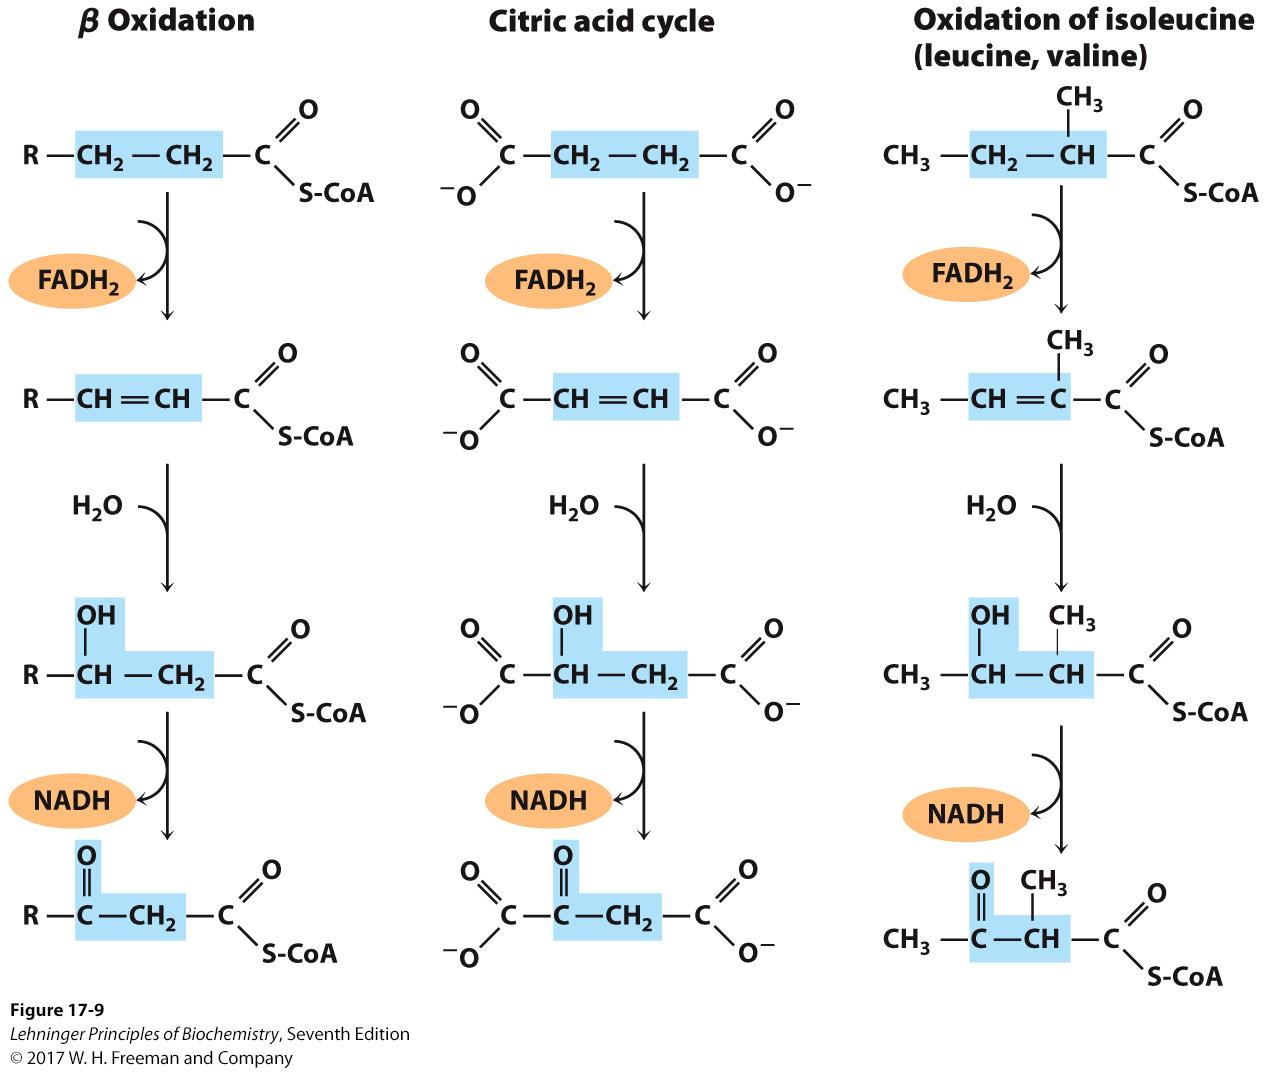 β Oxidation
Citric acid cycle
Oxidation of isoleucine
(leucine, valine)
R—CH₂—CH₂—C
O
S-CoA
FADH₂
R—CH=CH—C
O
S-CoA
H₂O
OH
R—CH—CH₂—C
O
S-CoA
NADH
O
R—C—CH₂—C
O
S-CoA
O
O
C—CH₂—CH₂—C
⁻O
O⁻
FADH₂
O
O
C—CH=CH—C
⁻O
O⁻
H₂O
O
OH
O
C—CH—CH₂—C
⁻O
O⁻
NADH
O
O
O
C—C—CH₂—C
⁻O
O⁻
CH₃
O
CH₃—CH₂—CH—C
S-CoA
FADH₂
CH₃
O
CH₃—CH=C—C
S-CoA
H₂O
OH
CH₃
O
CH₃—CH—CH—C
S-CoA
NADH
O
CH₃
O
CH₃—C—CH—C
S-CoA
Figure 17-9
Lehninger Principles of Biochemistry, Seventh Edition
© 2017 W. H. Freeman and Company